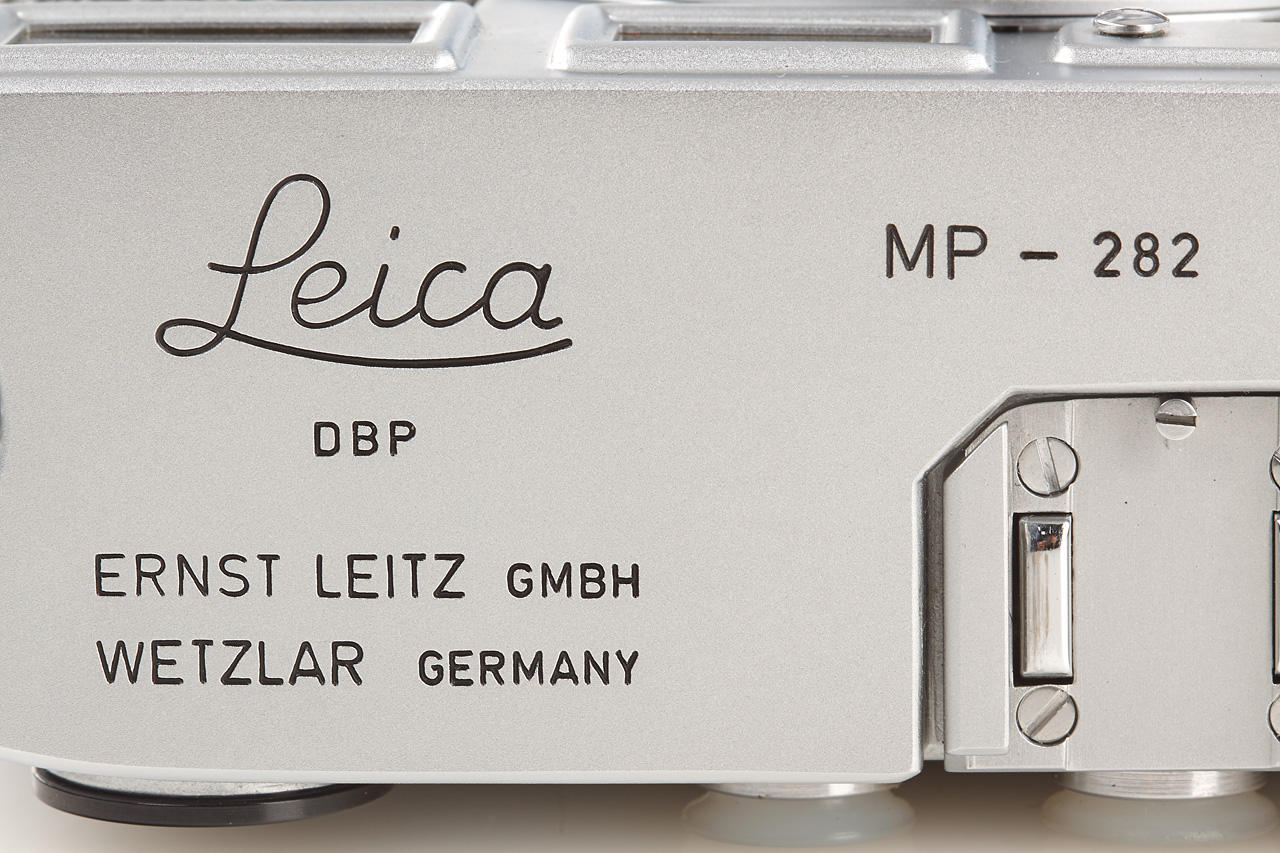 Leica
MP - 282
DBP
ERNST LEITZ GMBH
WETZLAR GERMANY